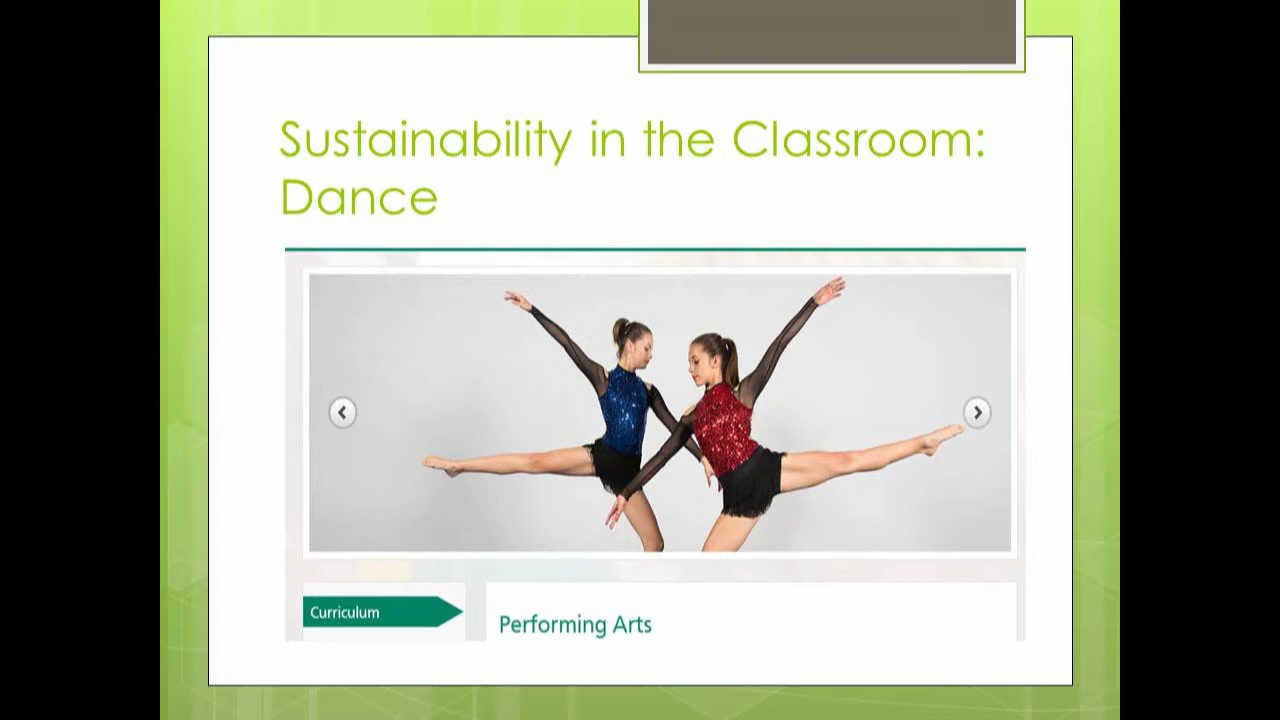 Sustainability in the Classroom:
Dance
Curriculum
Performing Arts